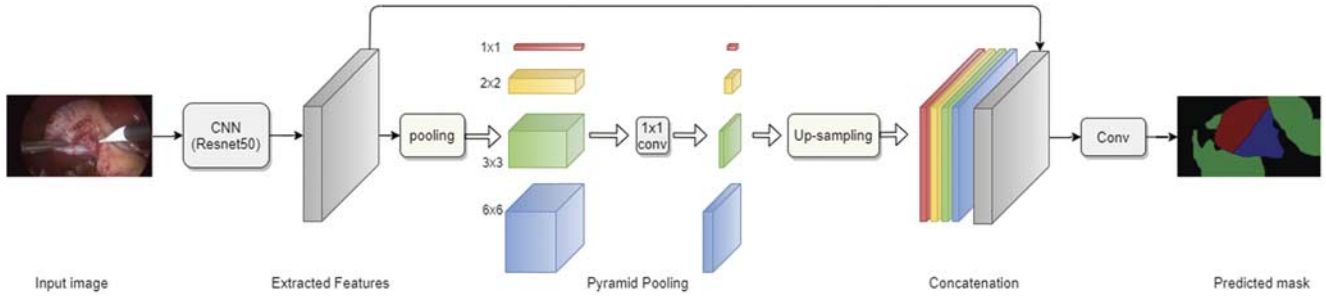 1x1
2x2
3x3
6x6
CNN
(Resnet50)
pooling
1x1
conv
Up-sampling
Conv
Input image
Extracted Features
Pyramid Pooling
Concatenation
Predicted mask